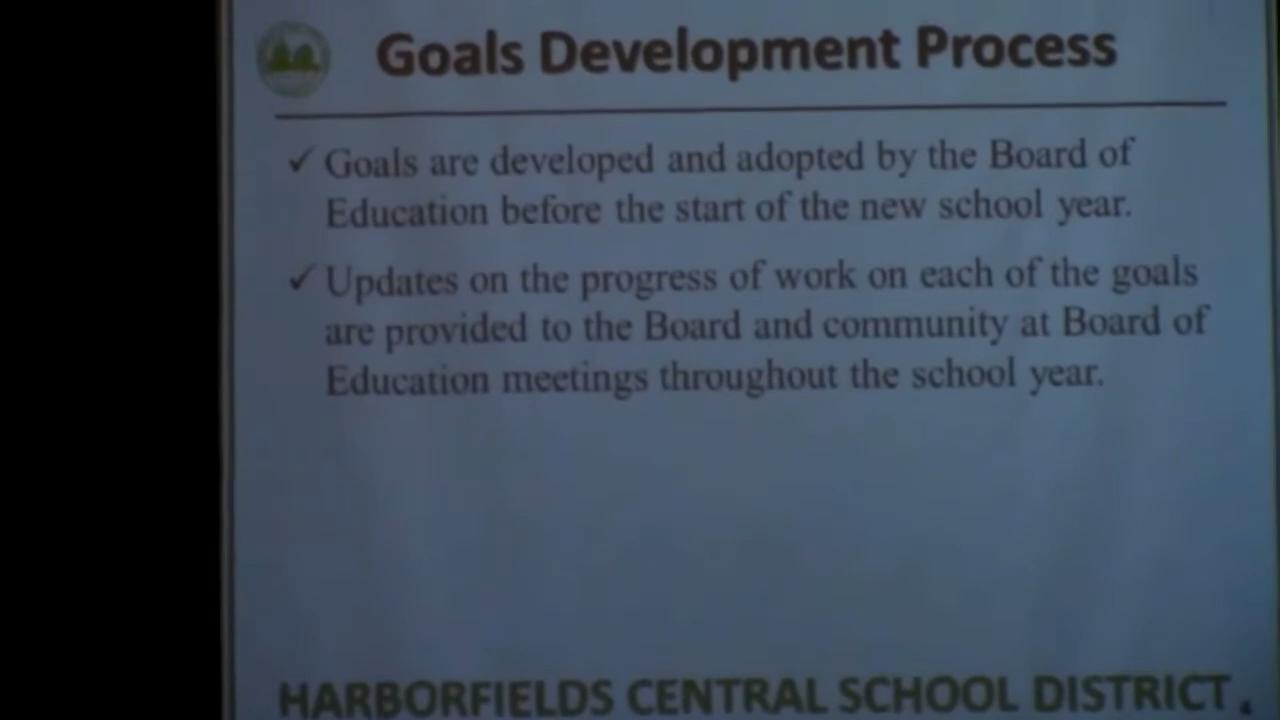 Goals Development Process
✓ Goals are developed and adopted by the Board of
Education before the start of the new school year.
✓ Updates on the progress of work on each of the goals
are provided to the Board and community at Board of
Education meetings throughout the school year.
HARBORFIELDS CENTRAL SCHOOL DISTRICT